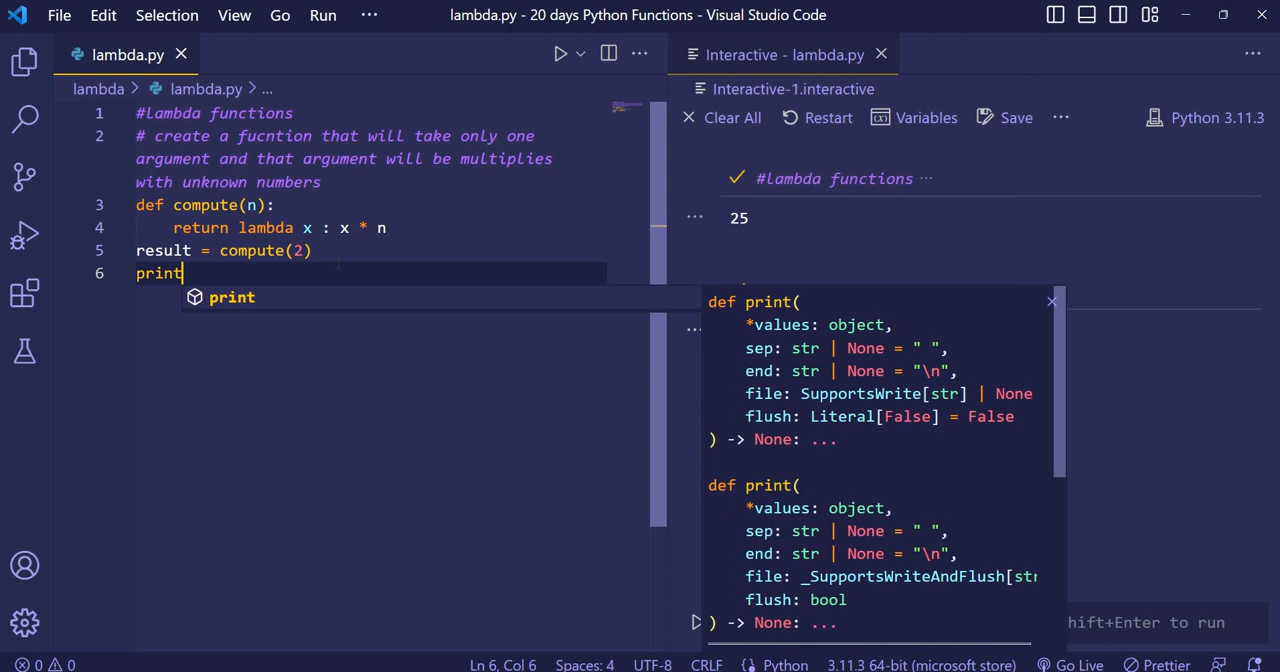 File Edit Selection View Go Run ··· lambda.py - 20 days Python Functions - Visual Studio Code
lambda.py Interactive - lambda.py
lambda > lambda.py > ... Interactive-1.interactive
Clear All Restart Variables Save ··· Python 3.11.3
1 #lambda functions
2 # create a fucntion that will take only one
argument and that argument will be multiplies
with unknown numbers
3 def compute(n):
4 return lambda x : x * n
5 result = compute(2)
6 print
print
#lambda functions ···
25
def print(
*values: object,
sep: str | None = " ",
end: str | None = "\n",
file: SupportsWrite[str] | None
flush: Literal[False] = False
) -> None: ...
def print(
*values: object,
sep: str | None = " ",
end: str | None = "\n",
file: _SupportsWriteAndFlush[str
flush: bool
) -> None: ...
hift+Enter to run
0 0 Ln 6, Col 6 Spaces: 4 UTF-8 CRLF Python 3.11.3 64-bit (microsoft store) Go Live Prettier